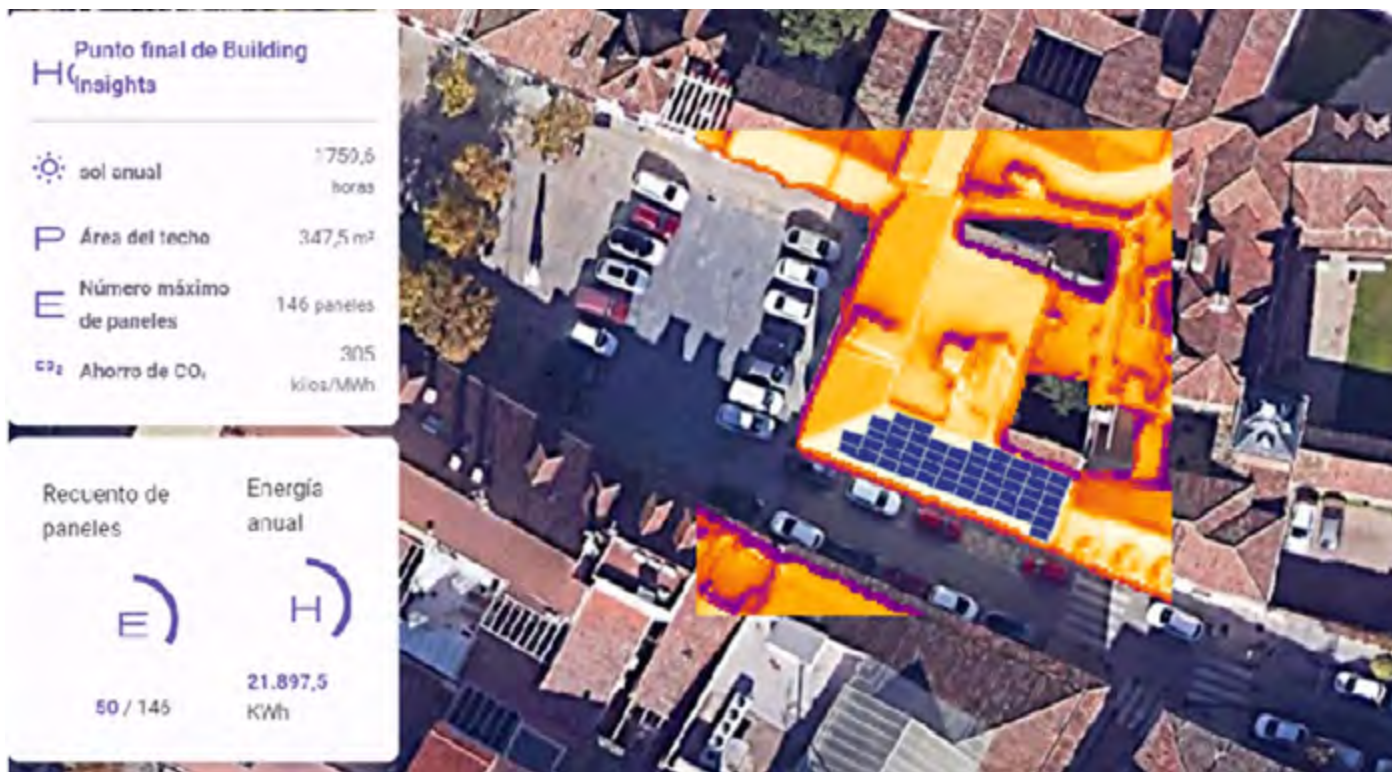 Punto final de Building
Insights
sol anual
1759,6
horas
Área del techo
347,5 m²
Número máximo
de paneles
146 paneles
Ahorro de CO₂
305
kilos/MWh
Recuento de
paneles
50 / 146
Energía
anual
21.897,5
KWh